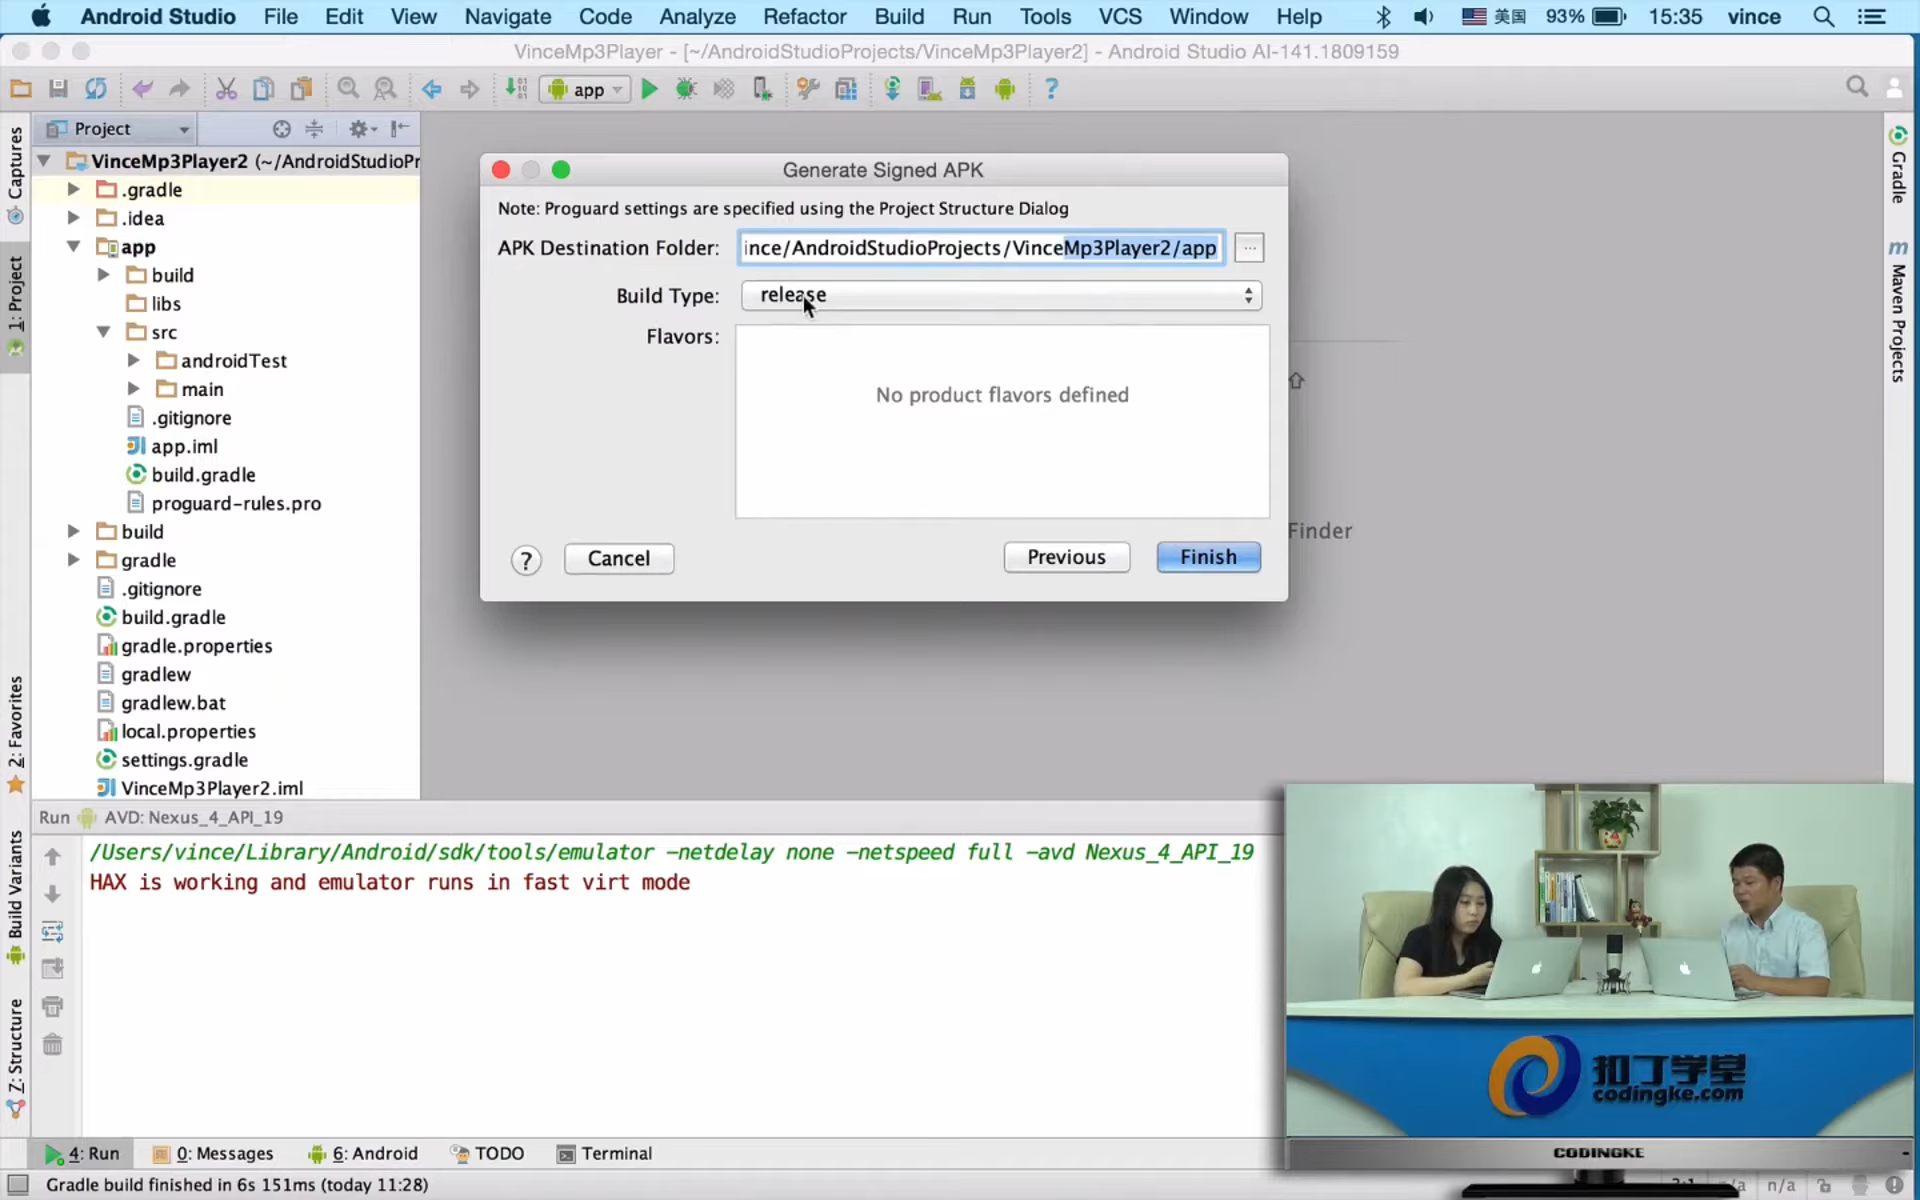 Android Studio File Edit View Navigate Code Analyze Refactor Build Run Tools VCS Window Help 美国 93% 15:35 vince
VinceMp3Player - [~/AndroidStudioProjects/VinceMp3Player2] - Android Studio AI-141.1809159
app
?
Captures
1: Project
2: Favorites
Build Variants
Z: Structure
Project
VinceMp3Player2 (~/AndroidStudioPr
.gradle
.idea
app
build
libs
src
androidTest
main
.gitignore
app.iml
build.gradle
proguard-rules.pro
build
gradle
.gitignore
build.gradle
gradle.properties
gradlew
gradlew.bat
local.properties
settings.gradle
VinceMp3Player2.iml
Generate Signed APK
Note: Proguard settings are specified using the Project Structure Dialog
APK Destination Folder: ince/AndroidStudioProjects/VinceMp3Player2/app ...
Build Type: release
Flavors:
No product flavors defined
? Cancel Previous Finish
Finder
Gradle
m Maven Projects
Run AVD: Nexus_4_API_19
/Users/vince/Library/Android/sdk/tools/emulator -netdelay none -netspeed full -avd Nexus_4_API_19
HAX is working and emulator runs in fast virt mode
扣丁学堂
codingke.com
CODINGKE
4: Run 0: Messages 6: Android TODO Terminal
Gradle build finished in 6s 151ms (today 11:28)
n/a